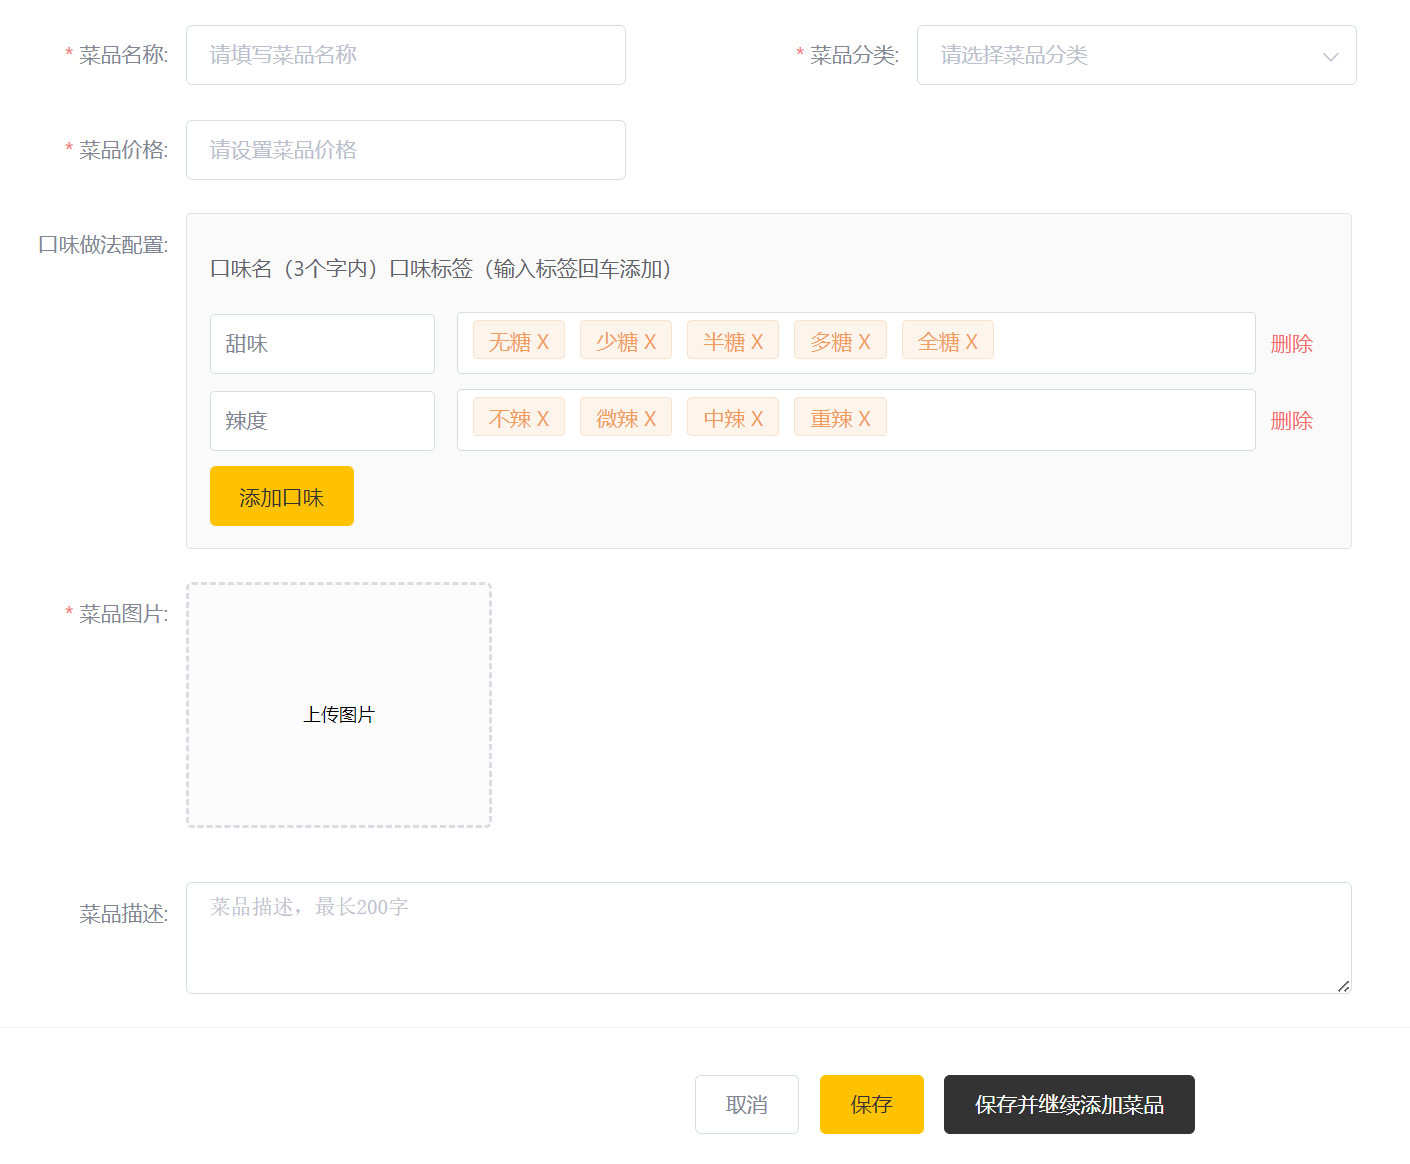 * 菜品名称: 请填写菜品名称
* 菜品分类: 请选择菜品分类
* 菜品价格: 请设置菜品价格
口味做法配置:
口味名（3个字内）口味标签（输入标签回车添加）
甜味 无糖 X 少糖 X 半糖 X 多糖 X 全糖 X 删除
辣度 不辣 X 微辣 X 中辣 X 重辣 X 删除
添加口味
* 菜品图片:
上传图片
菜品描述: 菜品描述，最长200字
取消 保存 保存并继续添加菜品